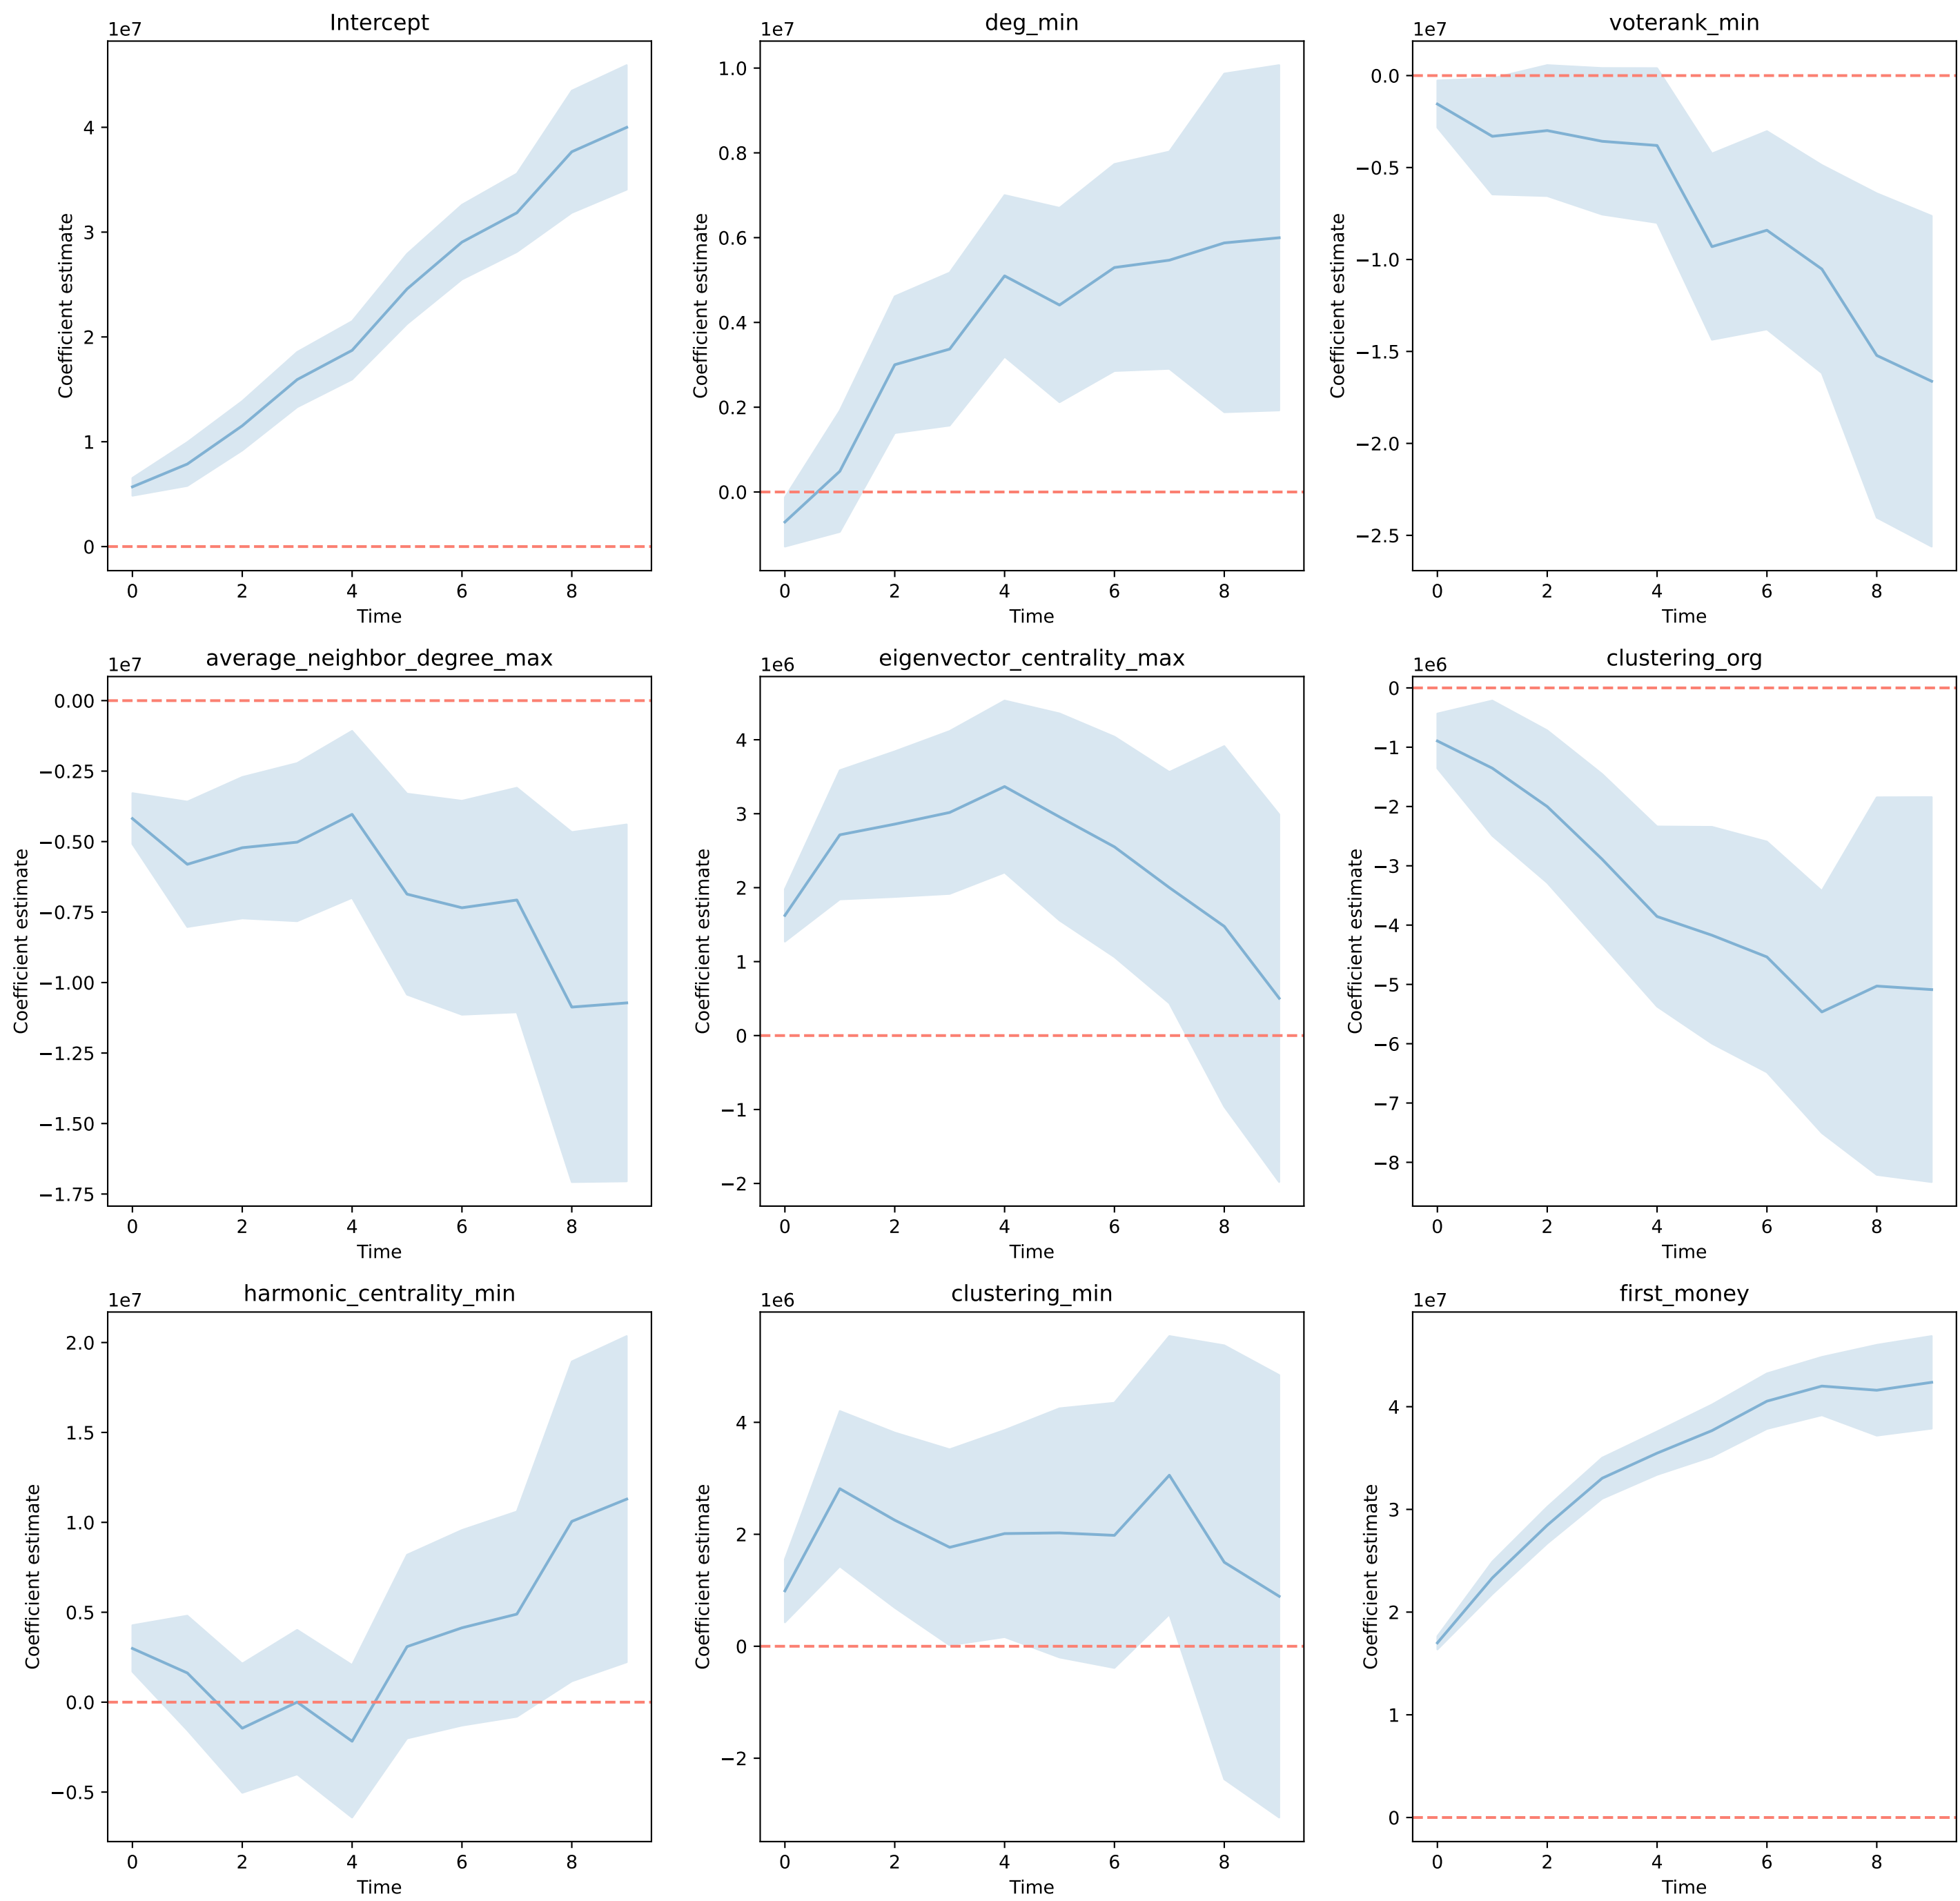 Intercept
1e7
4
3
2
1
0
Coefficient estimate
0 2 4 6 8
Time
deg_min
1e7
1.0
0.8
0.6
0.4
0.2
0.0
Coefficient estimate
0 2 4 6 8
Time
voterank_min
1e7
0.0
−0.5
−1.0
−1.5
−2.0
−2.5
Coefficient estimate
0 2 4 6 8
Time
average_neighbor_degree_max
1e7
0.00
−0.25
−0.50
−0.75
−1.00
−1.25
−1.50
−1.75
Coefficient estimate
0 2 4 6 8
Time
eigenvector_centrality_max
1e6
4
3
2
1
0
−1
−2
Coefficient estimate
0 2 4 6 8
Time
clustering_org
1e6
0
−1
−2
−3
−4
−5
−6
−7
−8
Coefficient estimate
0 2 4 6 8
Time
harmonic_centrality_min
1e7
2.0
1.5
1.0
0.5
0.0
−0.5
Coefficient estimate
0 2 4 6 8
Time
clustering_min
1e6
4
2
0
−2
Coefficient estimate
0 2 4 6 8
Time
first_money
1e7
4
3
2
1
0
Coefficient estimate
0 2 4 6 8
Time